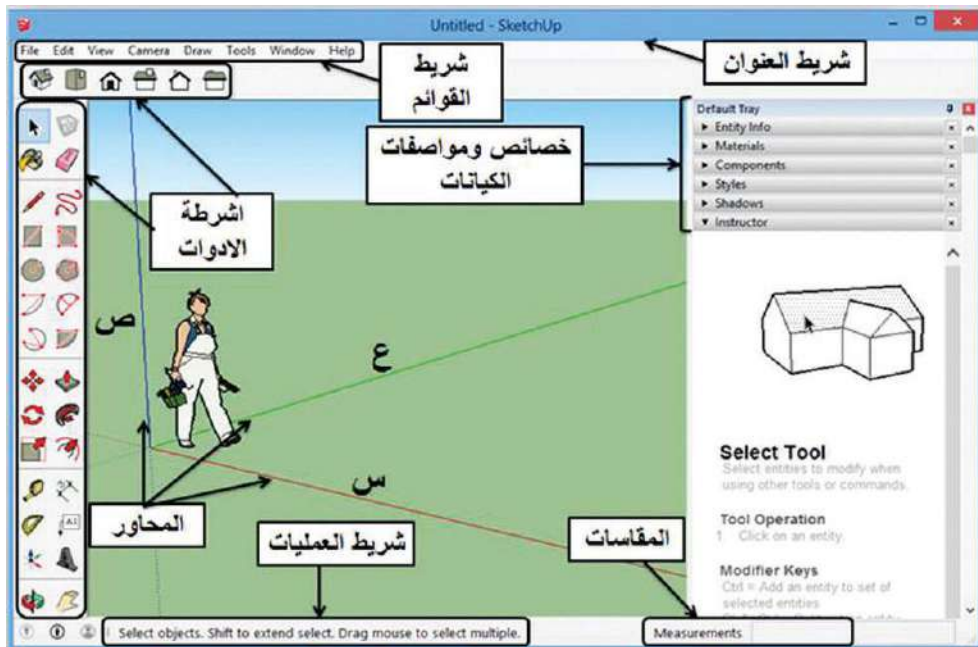 Untitled - SketchUp
File Edit View Camera Draw Tools Window Help
شريط العنوان
شريط
القوائم
Default Tray
Entity Info
Materials
Components
Styles
Shadows
Instructor
خصائص ومواصفات
الكيانات
اشرطة
الادوات
ص
ع
س
المحاور
شريط العمليات
المقاسات
A1
Select Tool
Select entities to modify when
using other tools or commands.
Tool Operation
1. Click on an entity.
Modifier Keys
Ctrl = Add an entity to set of
selected entities
Select objects. Shift to extend select. Drag mouse to select multiple.
Measurements